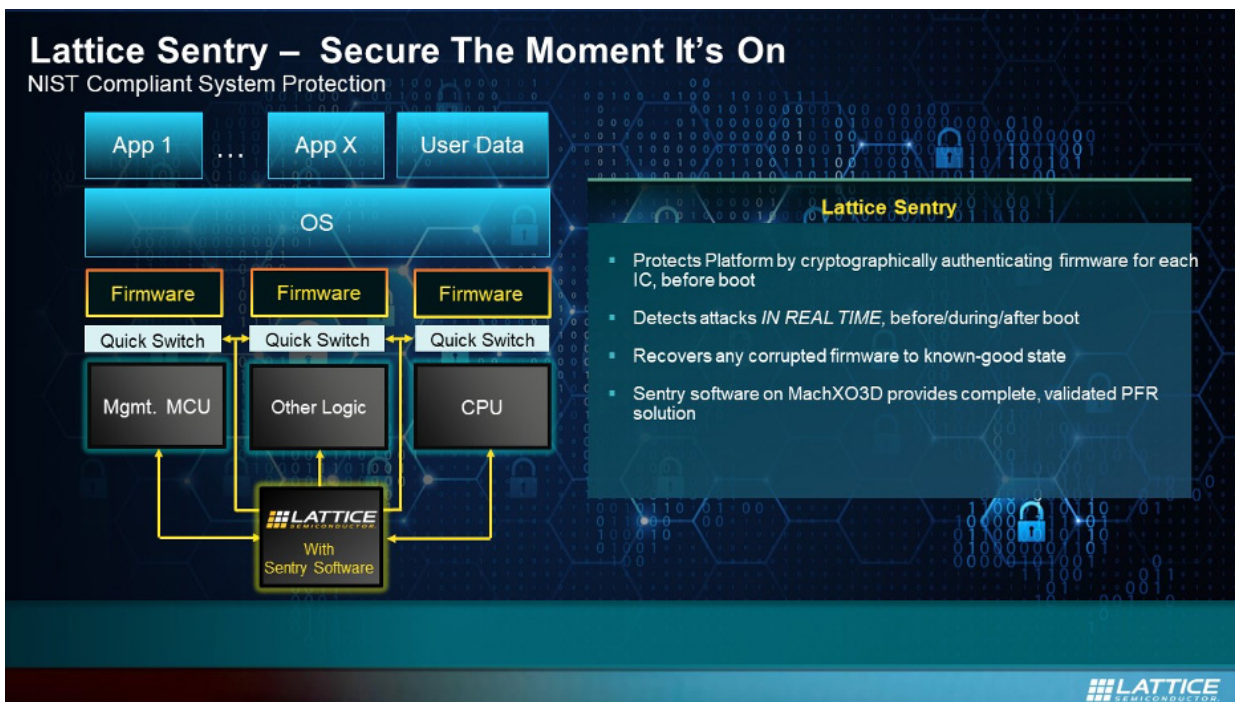 Lattice Sentry – Secure The Moment It's On
NIST Compliant System Protection
App 1
...
App X
User Data
OS
Firmware
Firmware
Firmware
Quick Switch
Quick Switch
Quick Switch
Mgmt. MCU
Other Logic
CPU
LATTICE
SEMICONDUCTOR.
With
Sentry Software
Lattice Sentry
Protects Platform by cryptographically authenticating firmware for each
IC, before boot
Detects attacks IN REAL TIME, before/during/after boot
Recovers any corrupted firmware to known-good state
Sentry software on MachXO3D provides complete, validated PFR
solution
LATTICE
SEMICONDUCTOR.